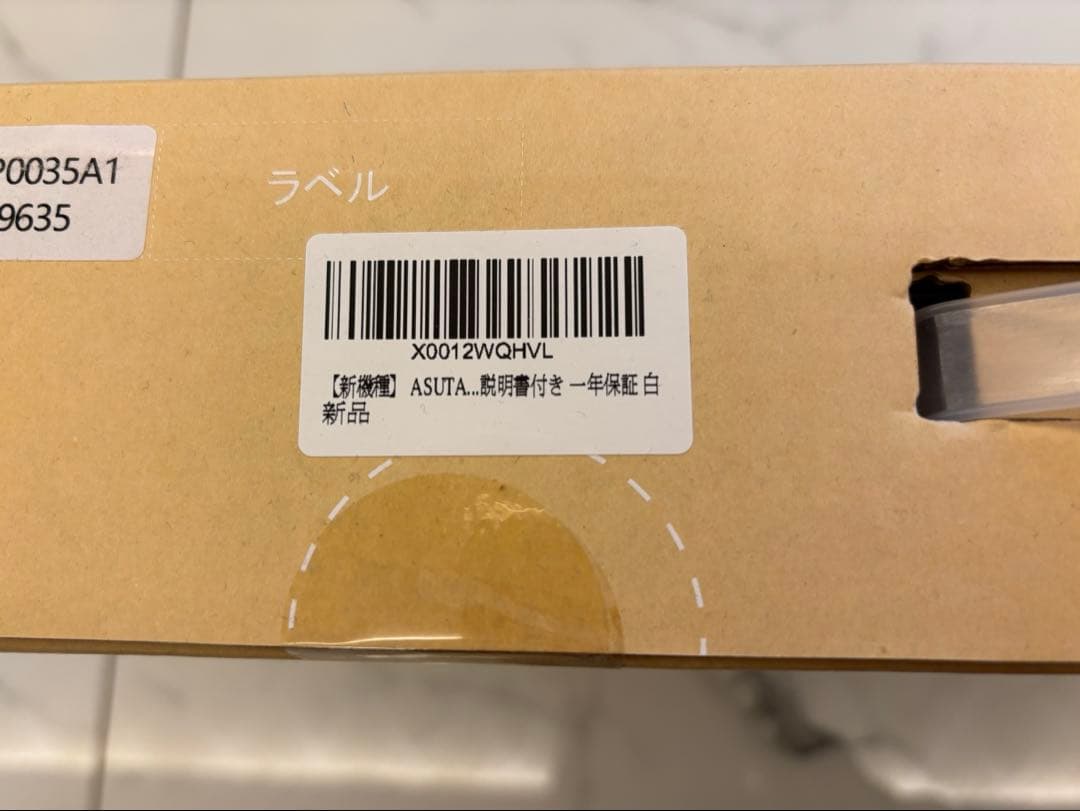 P0035A1
9635
ラベル
X0012WQHVL
【新機種】 ASUTA...説明書付き 一年保証 白
新品